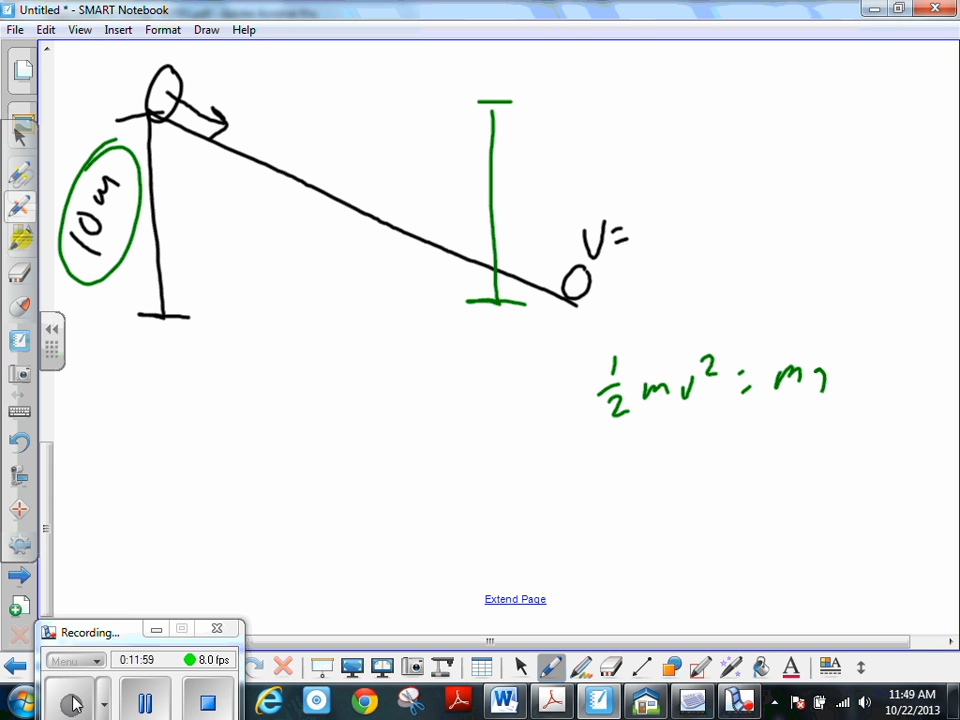 Untitled * - SMART Notebook
File Edit View Insert Format Draw Help
10 m
V=
1/2 mv² = m
Extend Page
Recording...
Menu
0:11:59
8.0 fps
11:49 AM
10/22/2013